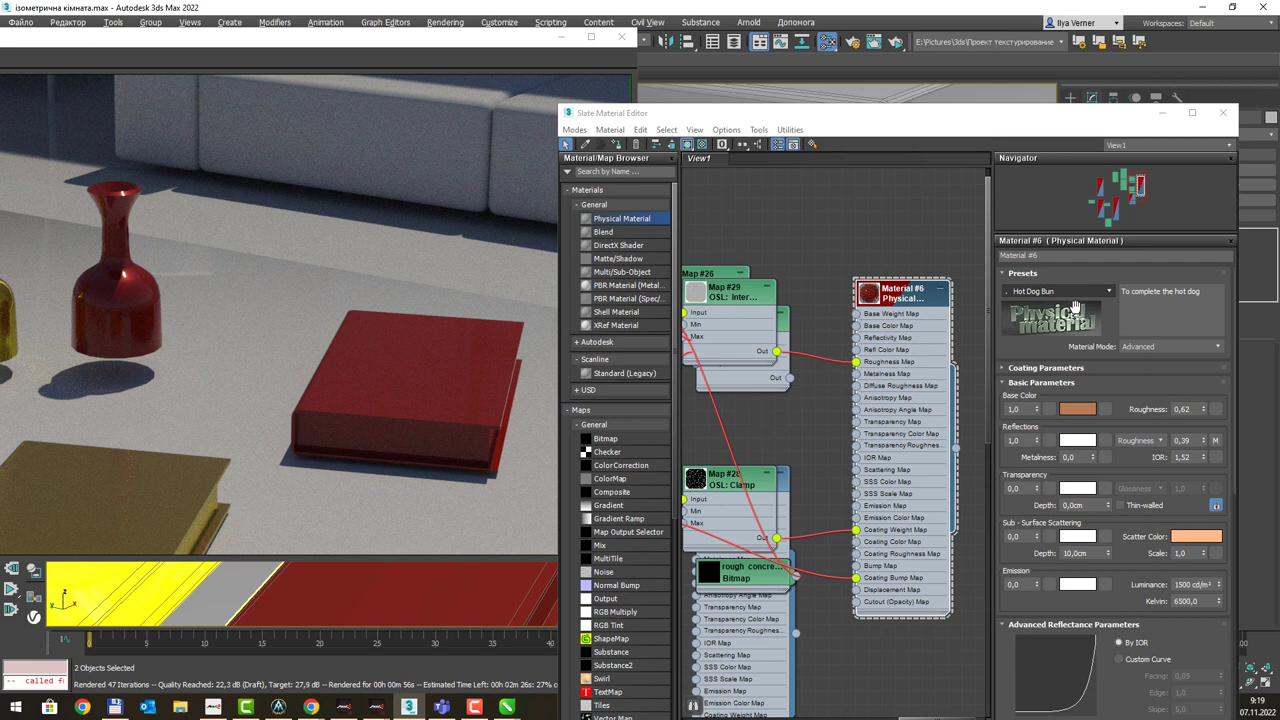 ізометрична кімната.max - Autodesk 3ds Max 2022
Файл Редактор Tools Group Views Create Modifiers Animation Graph Editors Rendering Customize Scripting Content Civil View Substance Arnold Допомога
Ilya Verner Workspaces: Default
E:\Pictures\3ds\Проект текстурирование
Slate Material Editor
Modes Material Edit Select View Options Tools Utilities
View1
Material/Map Browser
Search by Name ...
- Materials
- General
Physical Material
Blend
DirectX Shader
Matte/Shadow
Multi/Sub-Object
PBR Material (Metal...
PBR Material (Spec/...
Shell Material
XRef Material
+ Autodesk
- Scanline
Standard (Legacy)
+ USD
- Maps
- General
Bitmap
Checker
ColorCorrection
ColorMap
Composite
Gradient
Gradient Ramp
Map Output Selector
Mix
MultiTile
Noise
Normal Bump
Output
RGB Multiply
RGB Tint
ShapeMap
Substance
Substance2
Swirl
TextMap
Tiles
Vector Map
View1
Map #26
Map #29
OSL: Inter...
Input
Min
Max
Out
Out
Map #28
OSL: Clamp
Input
Min
Max
Out
rough_concre...
Bitmap
Anisotropy Angle Map
Transparency Map
Transparency Color Map
Transparency Roughnes...
IOR Map
Scattering Map
SSS Color Map
SSS Scale Map
Emission Map
Emission Color Map
Coating Weight Map
Material #6
Physical...
Base Weight Map
Base Color Map
Reflectivity Map
Refl Color Map
Roughness Map
Metalness Map
Diffuse Roughness Map
Anisotropy Map
Anisotropy Angle Map
Transparency Map
Transparency Color Map
Transparency Roughnes...
IOR Map
Scattering Map
SSS Color Map
SSS Scale Map
Emission Map
Emission Color Map
Coating Weight Map
Coating Color Map
Coating Roughness Map
Bump Map
Coating Bump Map
Displacement Map
Cutout (Opacity) Map
Navigator
Material #6 ( Physical Material )
Material #6
Presets
Hot Dog Bun To complete the hot dog
Physical material
Material Mode: Advanced
Coating Parameters
Basic Parameters
Base Color
1,0 Roughness: 0,62
Reflections
1,0 Roughness 0,39 M
Metalness: 0,0 IOR: 1,52
Transparency
0,0 Glossiness 1,0
Depth: 0,0cm Thin-walled
Sub - Surface Scattering
0,0 Scatter Color:
Depth: 10,0cm Scale: 1,0
Emission
0,0 Luminance: 1500 cd/m²
Kelvin: 6500,0
Advanced Reflectance Parameters
By IOR
Custom Curve
Facing: 0,05
Edge: 1,0
Slope: 5,0
0 5 10 15 20 25 30
2 Objects Selected
-- called f
Rendered 47 Iterations -- Quality Reached: 22,3 dB (Draft), Target: 27,9 dB -- Rendered for 00h 00m 56s -- Estimated Time Left: 00h 02m 26s: 27% c
9:19
07.11.2022